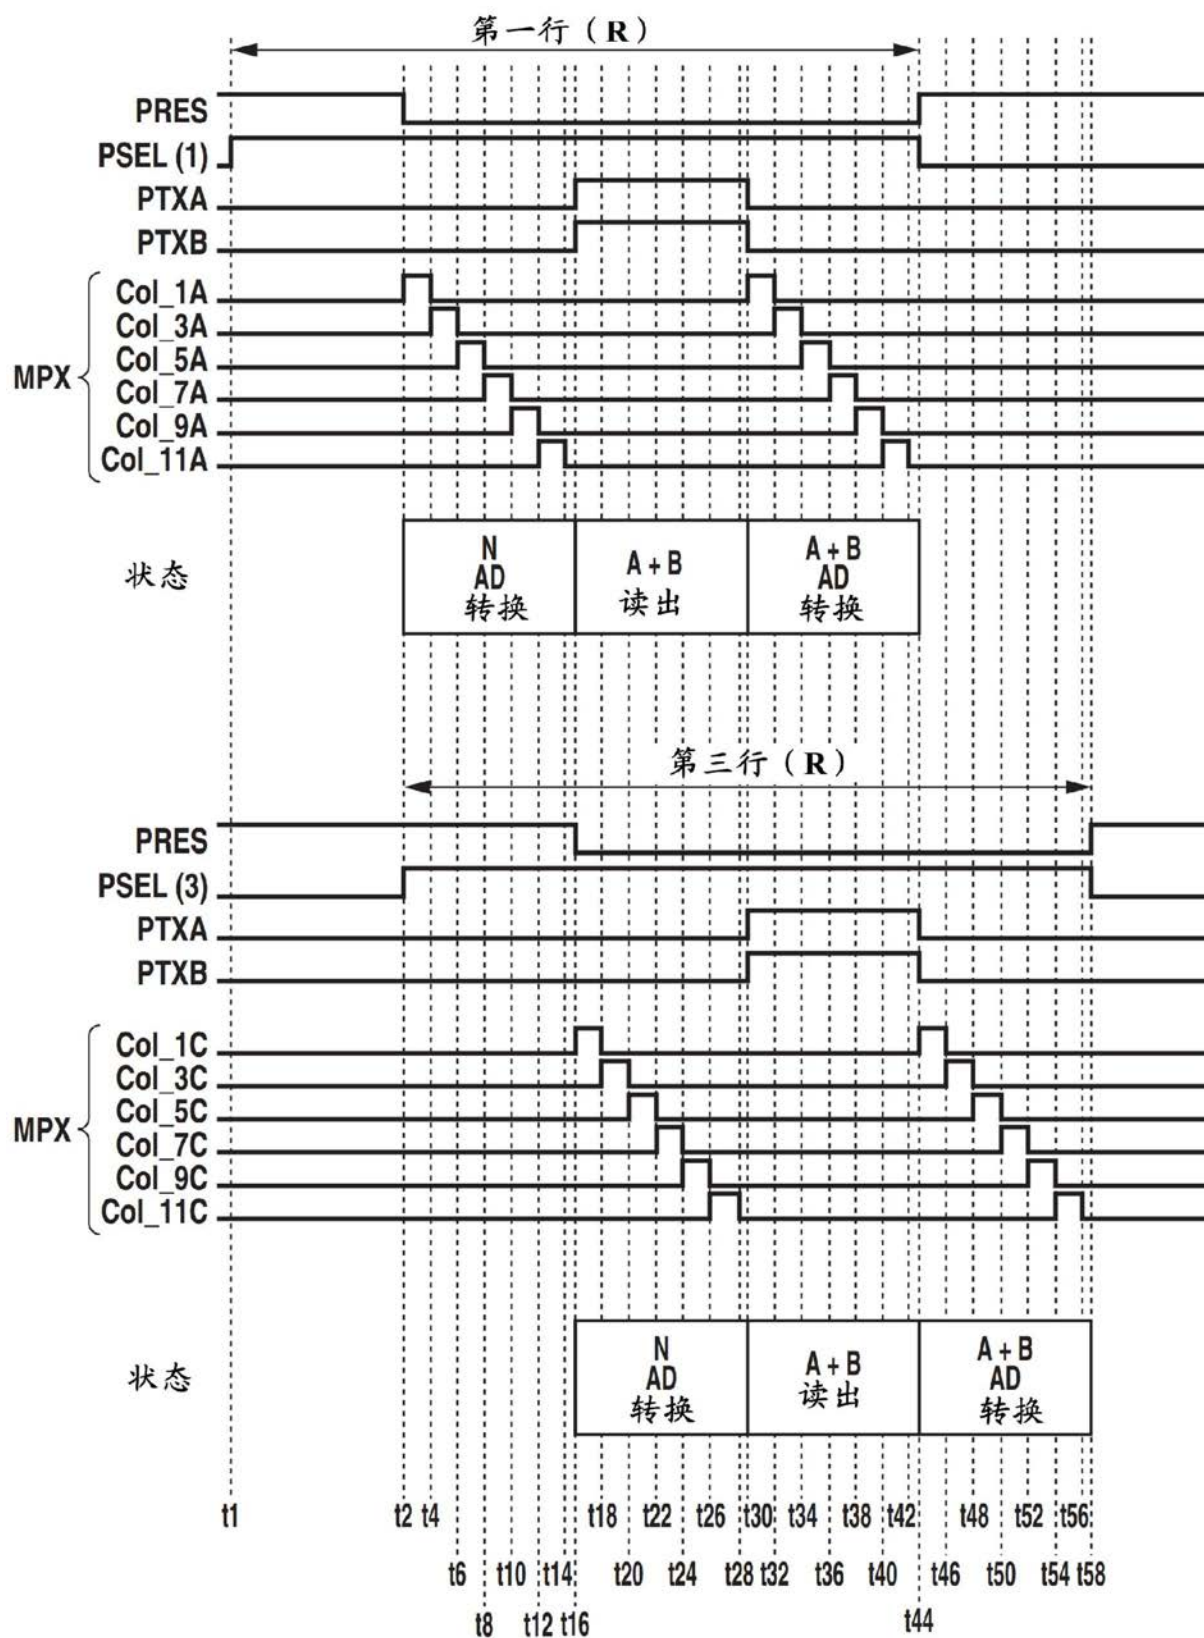 第一行（R）
PRES
PSEL (1)
PTXA
PTXB
MPX
Col_1A
Col_3A
Col_5A
Col_7A
Col_9A
Col_11A
状态
N
AD
转换
A + B
读出
A + B
AD
转换
第三行（R）
PRES
PSEL (3)
PTXA
PTXB
MPX
Col_1C
Col_3C
Col_5C
Col_7C
Col_9C
Col_11C
状态
N
AD
转换
A + B
读出
A + B
AD
转换
t1 t2 t4 t18 t22 t26 t30 t34 t38 t42 t48 t52 t56
t6 t10 t14 t20 t24 t28 t32 t36 t40 t46 t50 t54 t58
t8 t12 t16 t44